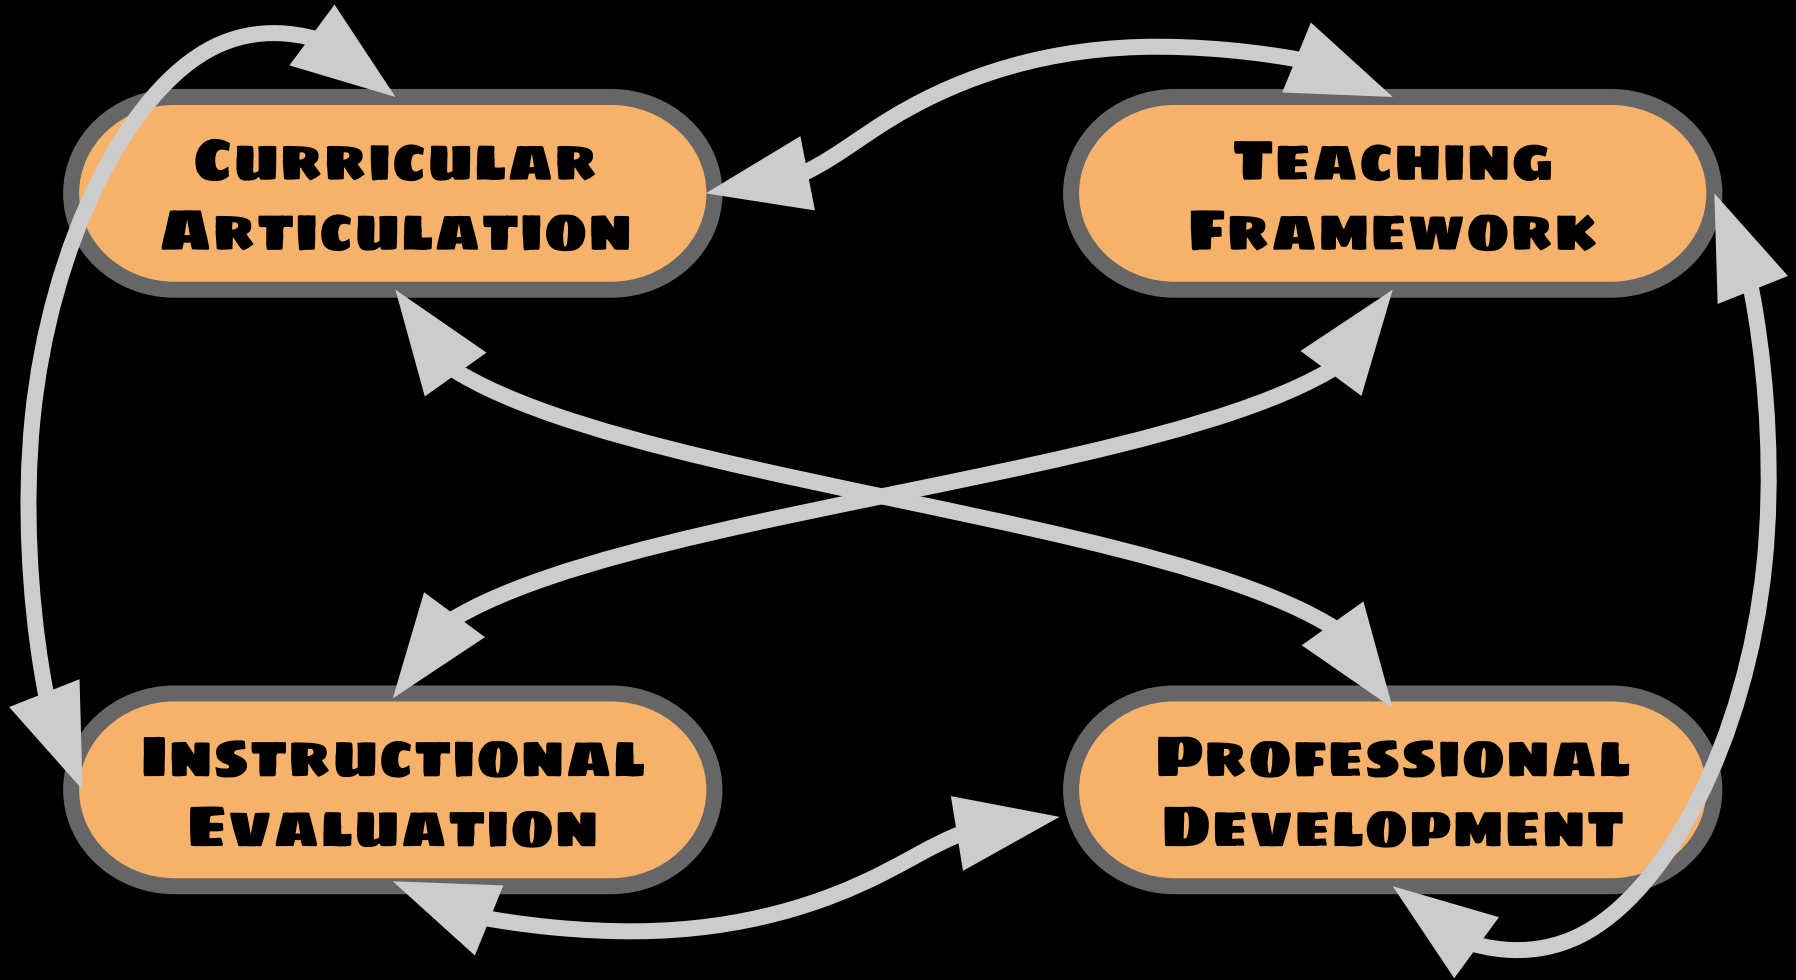 Curricular
Articulation
Teaching
Framework
Instructional
Evaluation
Professional
Development